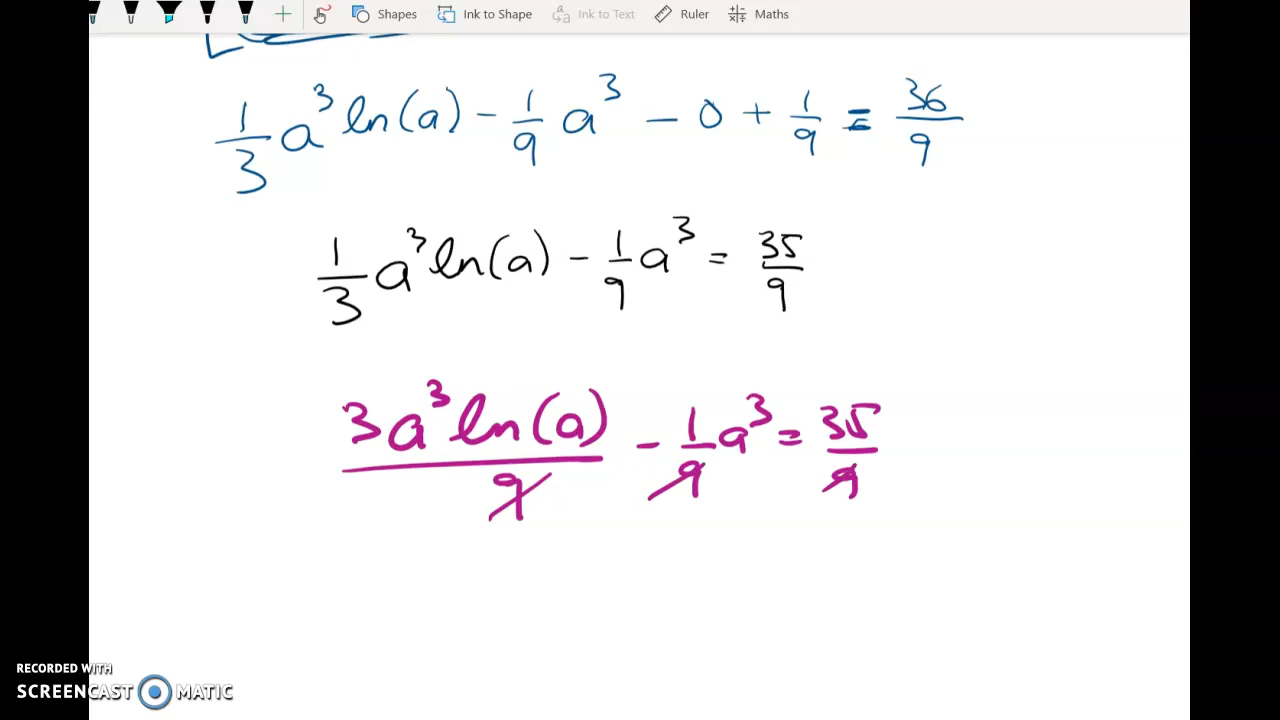 Shapes Ink to Shape Ink to Text Ruler Maths
1/3 a³ ln(a) - 1/9 a³ - 0 + 1/9 = 36/9
1/3 a³ ln(a) - 1/9 a³ = 35/9
3a³ ln(a)/9 - 1/9 a³ = 35/9
RECORDED WITH
SCREENCAST MATIC